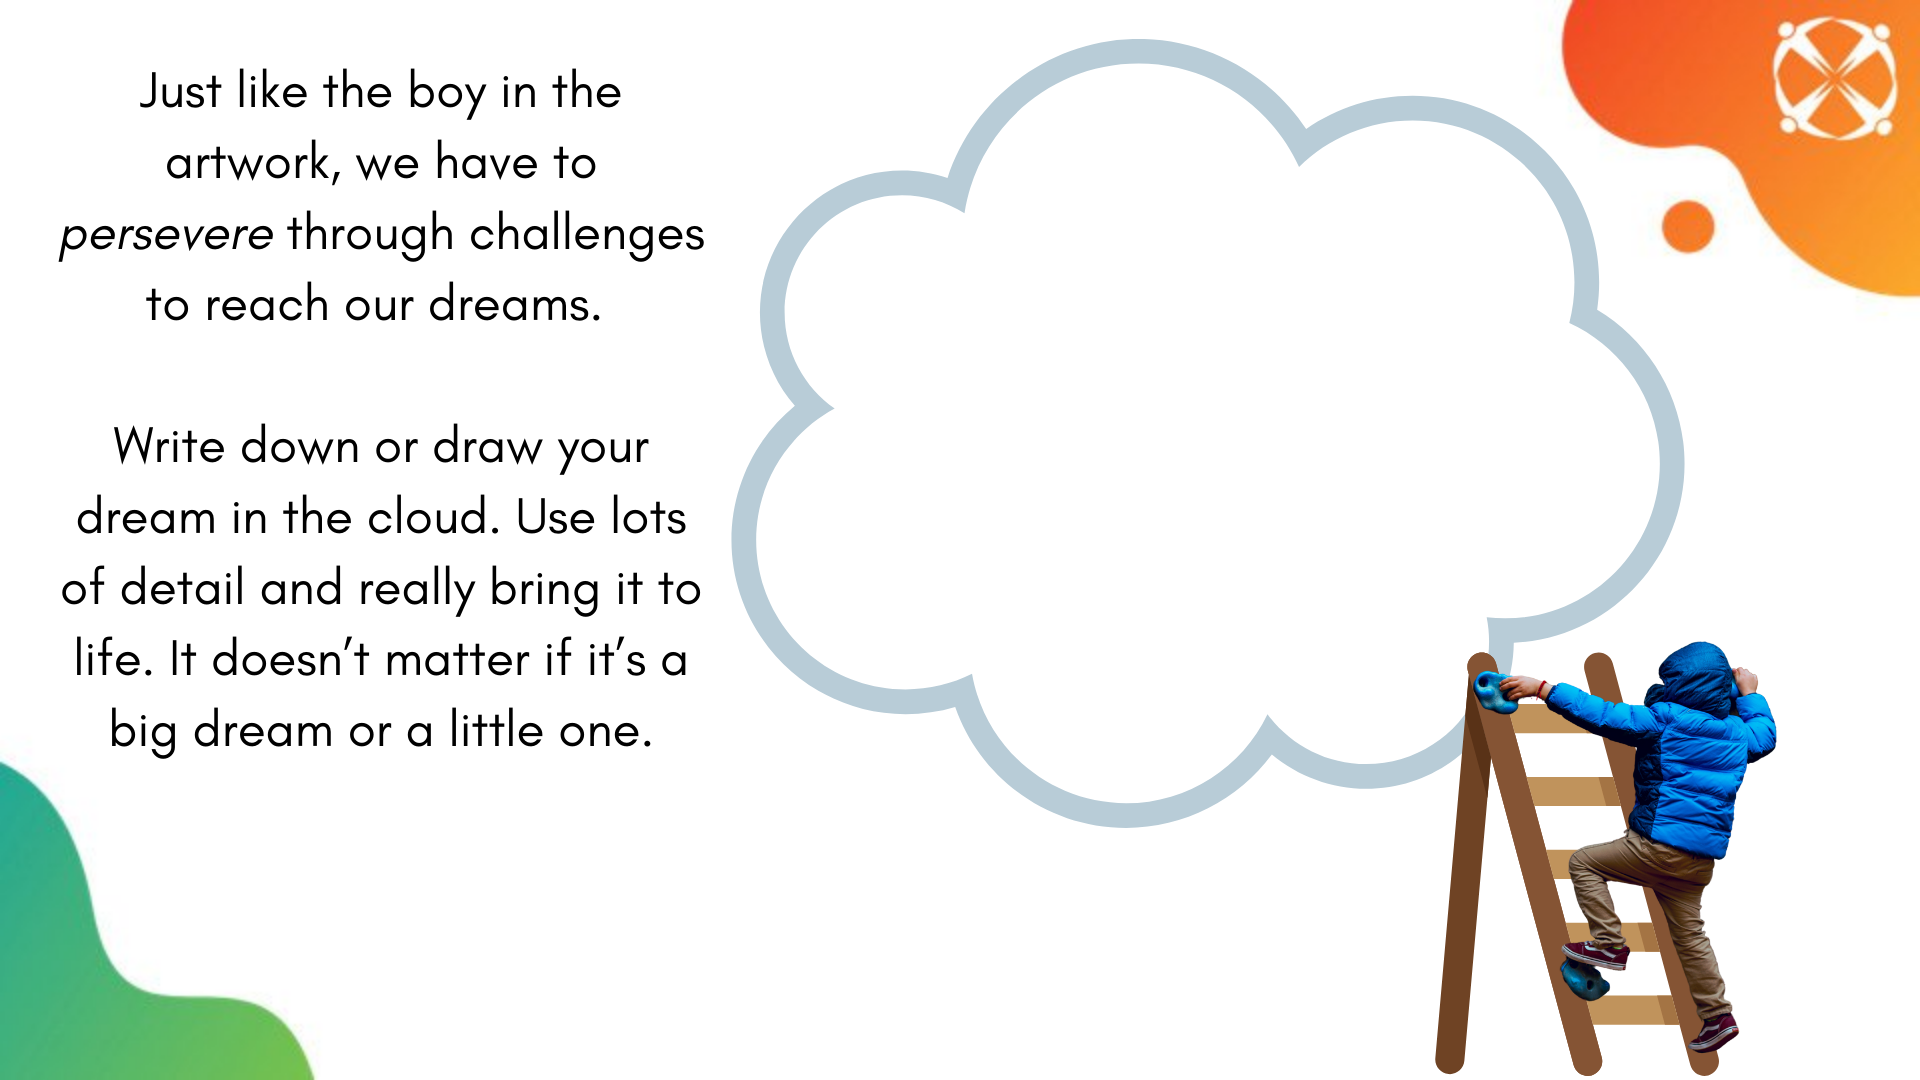 Just like the boy in the
artwork, we have to
persevere through challenges
to reach our dreams.
Write down or draw your
dream in the cloud. Use lots
of detail and really bring it to
life. It doesn’t matter if it’s a
big dream or a little one.